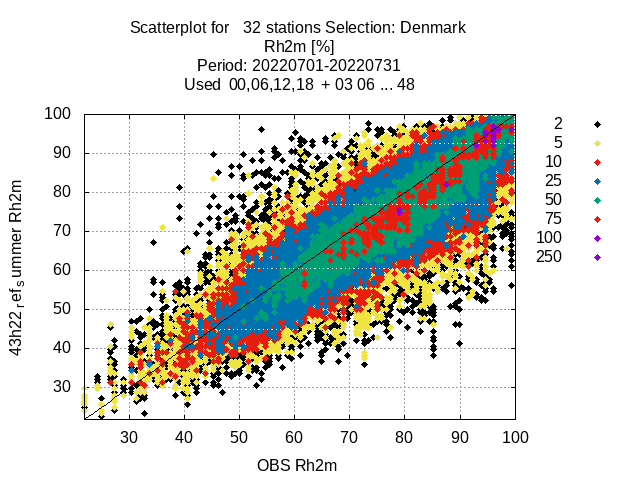 Scatterplot for 32 stations Selection: Denmark
Rh2m [%]
Period: 20220701-20220731
Used 00,06,12,18 + 03 06 ... 48
100
90
80
70
60
50
40
30
43h22_ref_summer Rh2m
30 40 50 60 70 80 90 100
OBS Rh2m
2
5
10
25
50
75
100
250